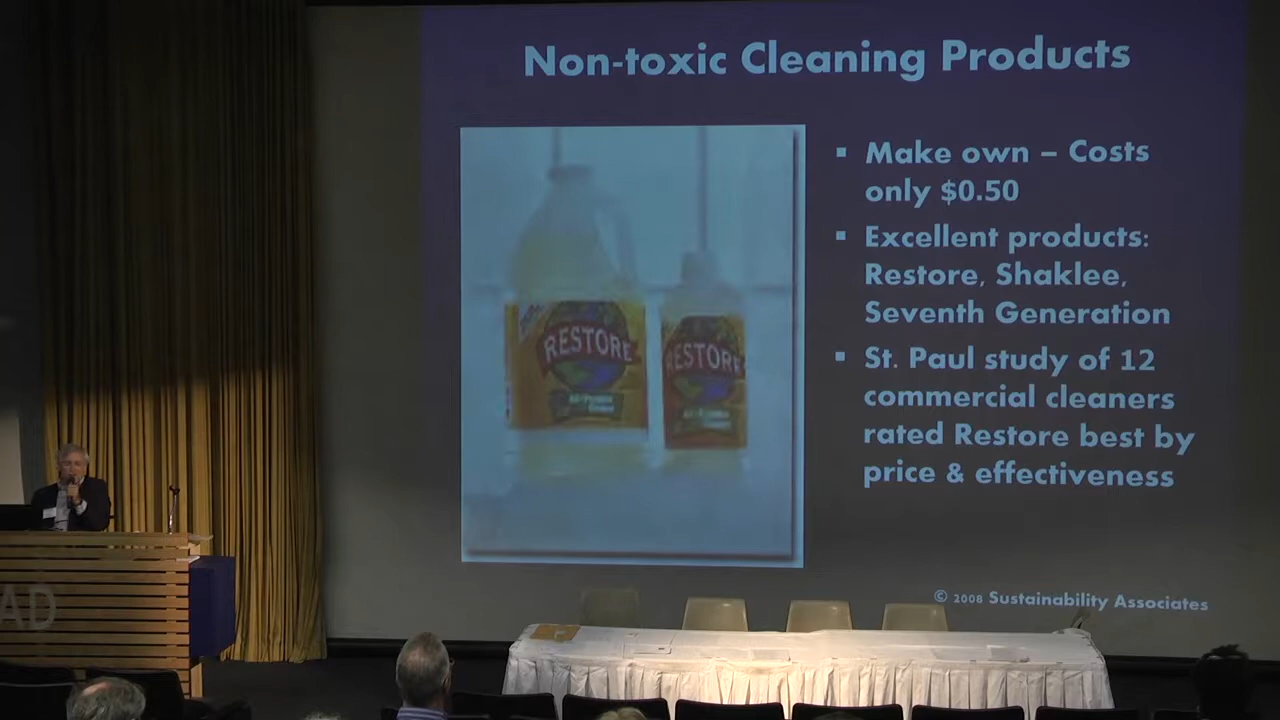 Non-toxic Cleaning Products
▪ Make own – Costs
only $0.50
▪ Excellent products:
Restore, Shaklee,
Seventh Generation
▪ St. Paul study of 12
commercial cleaners
rated Restore best by
price & effectiveness
RESTORE
RESTORE
© 2008 Sustainability Associates
AD